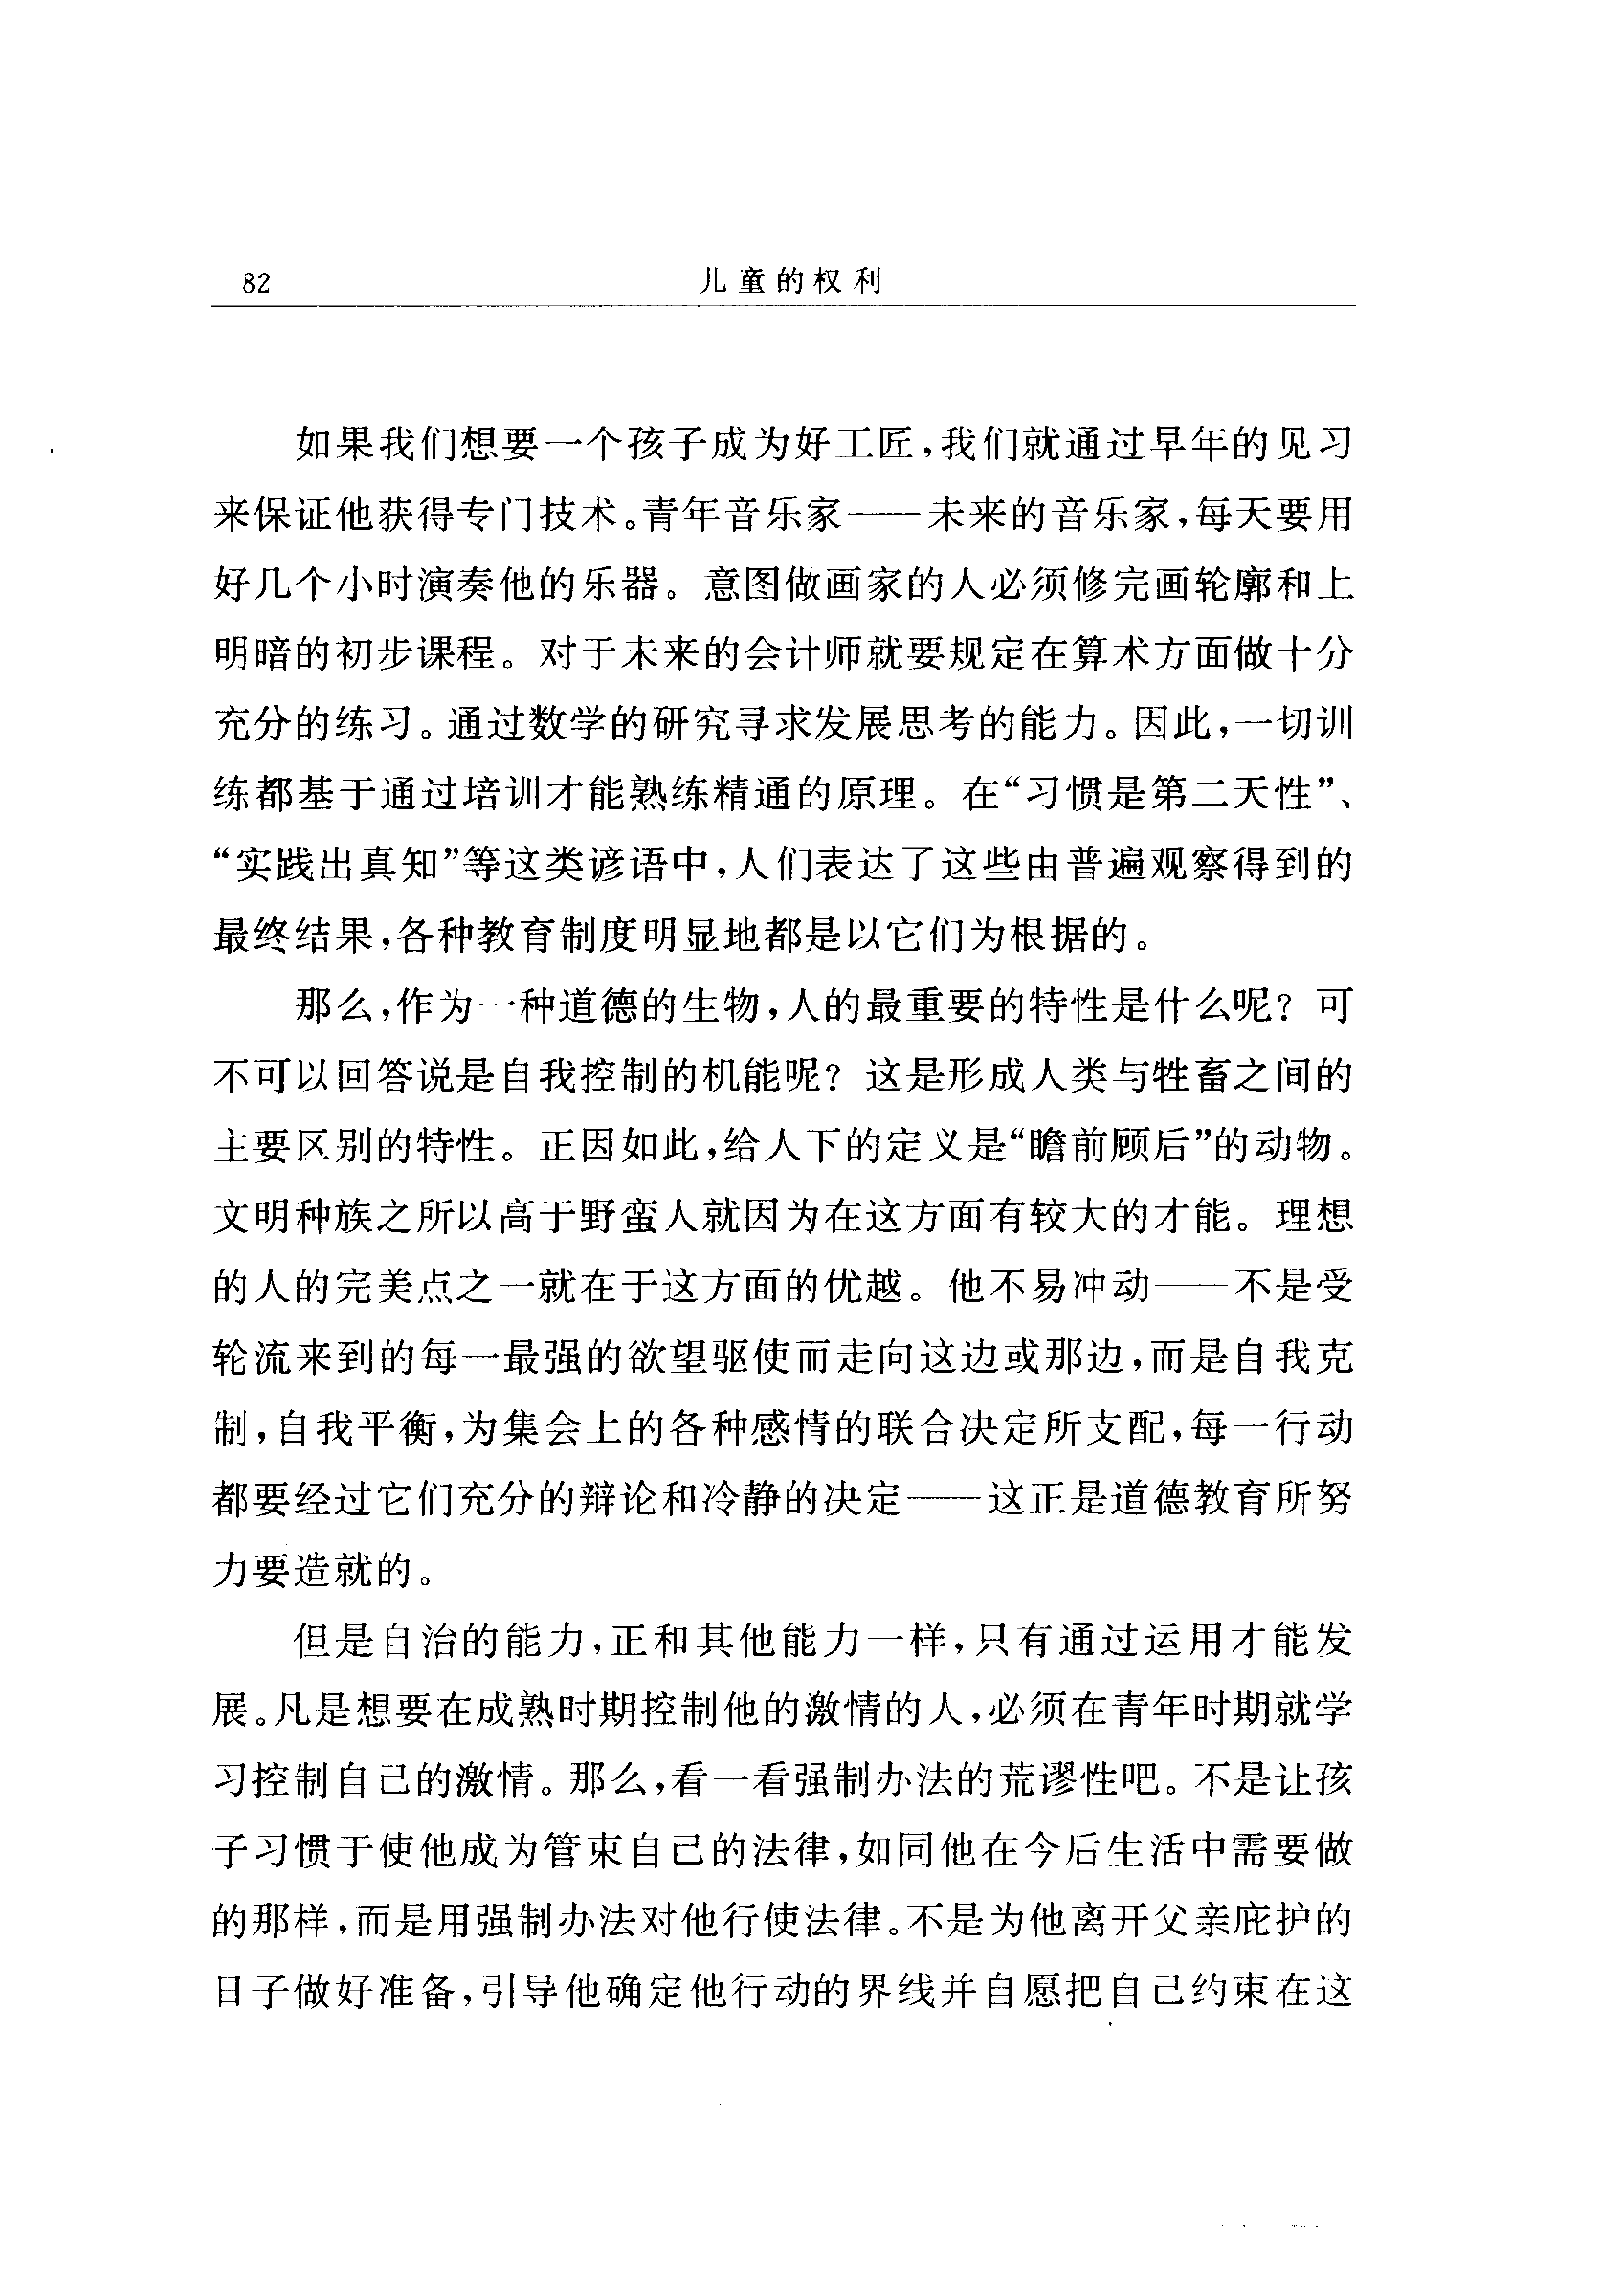 82 儿童的权利
如果我们想要一个孩子成为好工匠,我们就通过早年的见习
来保证他获得专门技术。青年音乐家——未来的音乐家,每天要用
好几个小时演奏他的乐器。意图做画家的人必须修完画轮廓和上
明暗的初步课程。对于未来的会计师就要规定在算术方面做十分
充分的练习。通过数学的研究寻求发展思考的能力。因此,一切训
练都基于通过培训才能熟练精通的原理。在“习惯是第二天性”、
“实践出真知”等这类谚语中,人们表达了这些由普遍观察得到的
最终结果,各种教育制度明显地都是以它们为根据的。
那么,作为一种道德的生物,人的最重要的特性是什么呢?可
不可以回答说是自我控制的机能呢?这是形成人类与牲畜之间的
主要区别的特性。正因如此,给人下的定义是“瞻前顾后”的动物。
文明种族之所以高于野蛮人就因为在这方面有较大的才能。理想
的人的完美点之一就在于这方面的优越。他不易冲动——不是受
轮流来到的每一最强的欲望驱使而走向这边或那边,而是自我克
制,自我平衡,为集会上的各种感情的联合决定所支配,每一行动
都要经过它们充分的辩论和冷静的决定——这正是道德教育所努
力要造就的。
但是自治的能力,正和其他能力一样,只有通过运用才能发
展。凡是想要在成熟时期控制他的激情的人,必须在青年时期就学
习控制自己的激情。那么,看一看强制办法的荒谬性吧。不是让孩
子习惯于使他成为管束自己的法律,如同他在今后生活中需要做
的那样,而是用强制办法对他行使法律。不是为他离开父亲庇护的
日子做好准备,引导他确定他行动的界线并自愿把自己约束在这